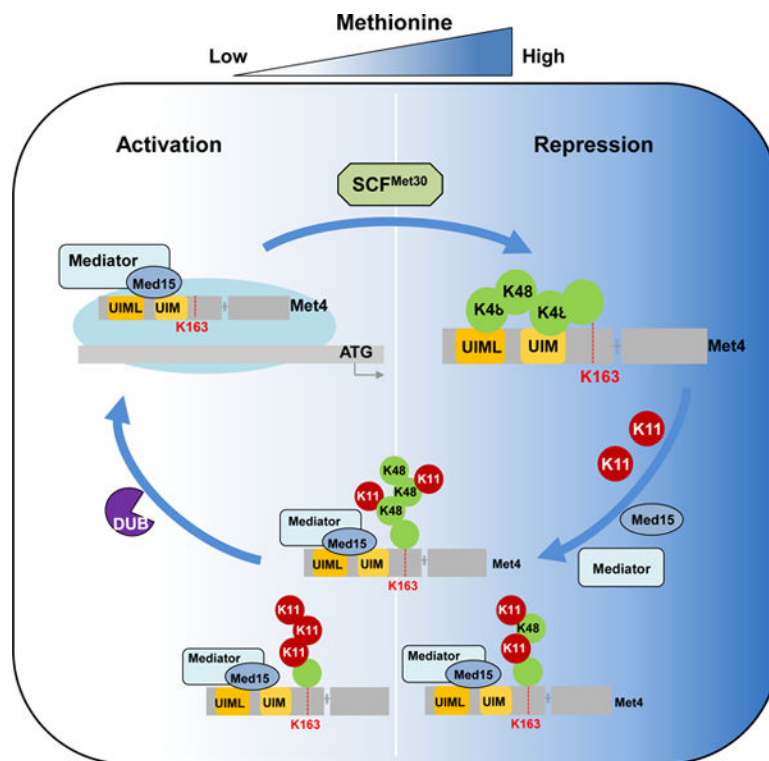 Methionine
Low
High
Activation
Repression
SCFMet30
Mediator
Med15
UIML
UIM
Met4
K163
ATG
K48
K48
K48
UIML
UIM
Met4
K163
K11
K11
Med15
Mediator
DUB
K48
K11
K48
K11
K48
Mediator
Med15
UIML
UIM
Met4
K163
K11
K11
K11
Mediator
Med15
UIML
UIM
K163
K11
K48
K11
Mediator
Med15
UIML
UIM
Met4
K163